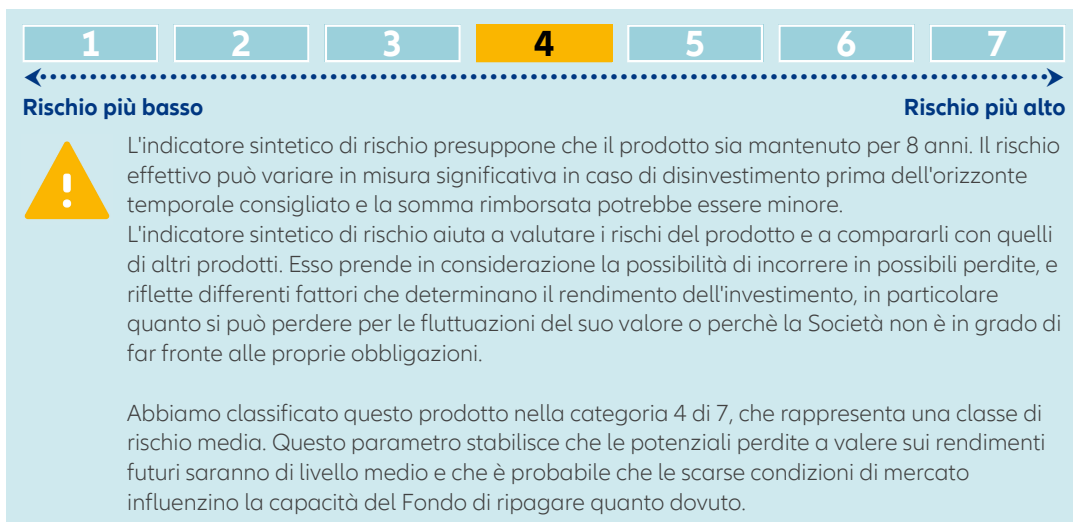 1 2 3 4 5 6 7
Rischio più basso Rischio più alto
L'indicatore sintetico di rischio presuppone che il prodotto sia mantenuto per 8 anni. Il rischio
effettivo può variare in misura significativa in caso di disinvestimento prima dell'orizzonte
temporale consigliato e la somma rimborsata potrebbe essere minore.
L'indicatore sintetico di rischio aiuta a valutare i rischi del prodotto e a compararli con quelli
di altri prodotti. Esso prende in considerazione la possibilità di incorrere in possibili perdite, e
riflette differenti fattori che determinano il rendimento dell'investimento, in particolare
quanto si può perdere per le fluttuazioni del suo valore o perchè la Società non è in grado di
far fronte alle proprie obbligazioni.
Abbiamo classificato questo prodotto nella categoria 4 di 7, che rappresenta una classe di
rischio media. Questo parametro stabilisce che le potenziali perdite a valere sui rendimenti
futuri saranno di livello medio e che è probabile che le scarse condizioni di mercato
influenzino la capacità del Fondo di ripagare quanto dovuto.